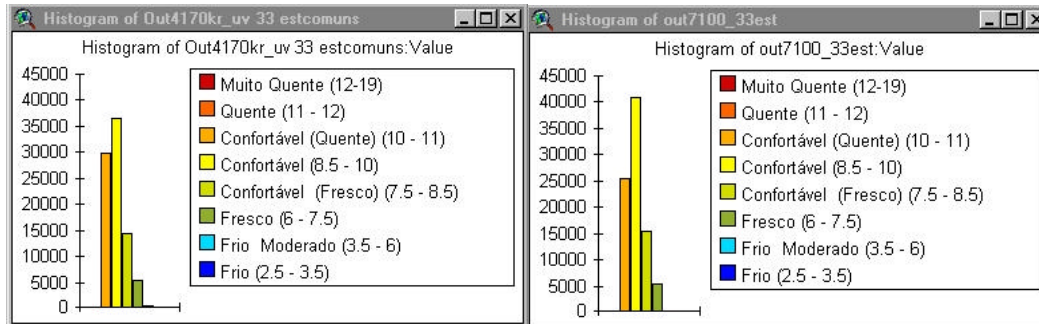 Histogram of Out4170kr_uv 33 estcomuns
Histogram of Out4170kr_uv 33 estcomuns:Value
45000
40000
35000
30000
25000
20000
15000
10000
5000
0
Muito Quente (12-19)
Quente (11 - 12)
Confortável (Quente) (10 - 11)
Confortável (8.5 - 10)
Confortável (Fresco) (7.5 - 8.5)
Fresco (6 - 7.5)
Frio Moderado (3.5 - 6)
Frio (2.5 - 3.5)
Histogram of out7100_33est
Histogram of out7100_33est:Value
45000
40000
35000
30000
25000
20000
15000
10000
5000
0
Muito Quente (12-19)
Quente (11 - 12)
Confortável (Quente) (10 - 11)
Confortável (8.5 - 10)
Confortável (Fresco) (7.5 - 8.5)
Fresco (6 - 7.5)
Frio Moderado (3.5 - 6)
Frio (2.5 - 3.5)